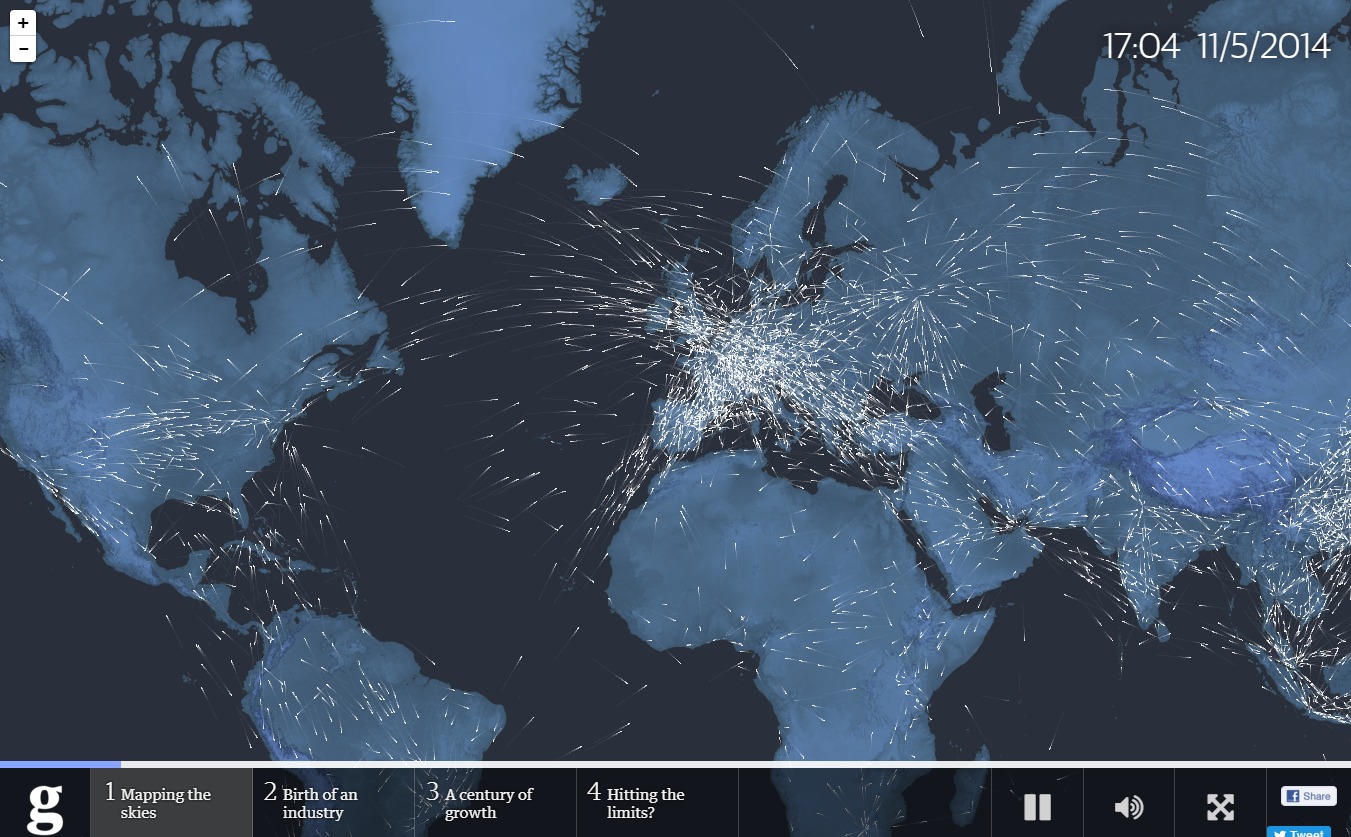 +
−
17:04 11/5/2014
g
1 Mapping the
skies
2 Birth of an
industry
3 A century of
growth
4 Hitting the
limits?
f Share
Tweet